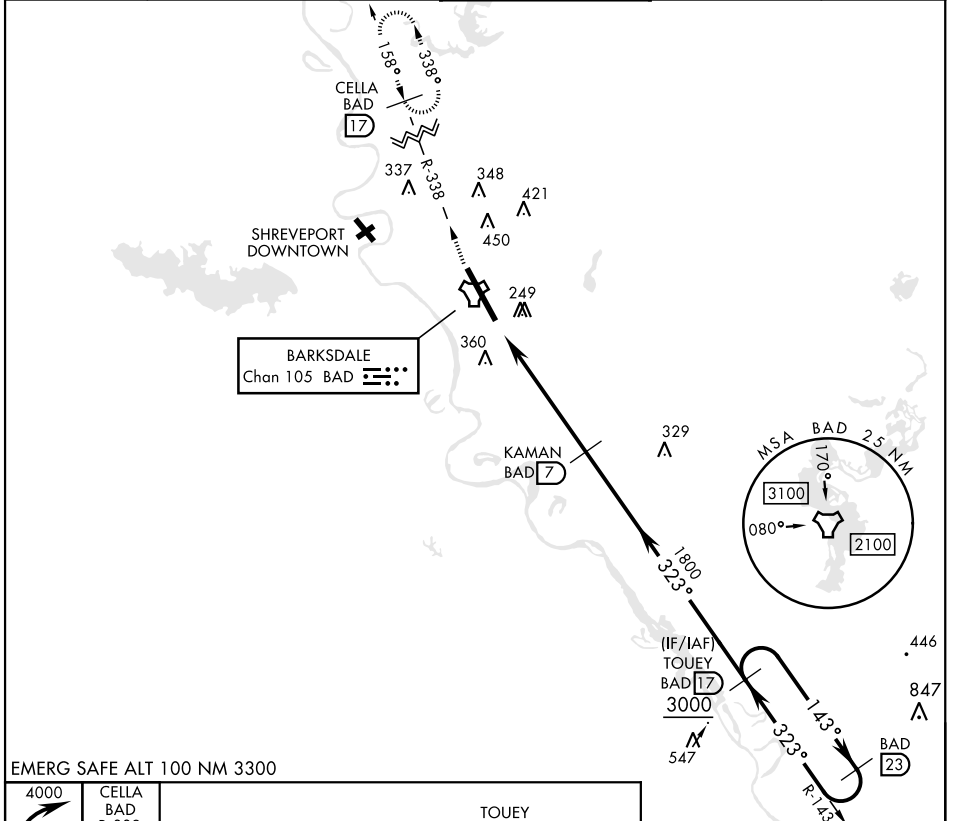 158°
338°
CELLA
BAD
17
R-338
337
348
421
450
SHREVEPORT
DOWNTOWN
249
360
BARKSDALE
Chan 105 BAD
KAMAN
BAD 7
329
MSA BAD 25 NM
170°
3100
080°
2100
1800
323°
(IF/IAF)
TOUEY
BAD 17
3000
547
446
847
143°
323°
BAD
23
R-143
EMERG SAFE ALT 100 NM 3300
4000
CELLA
BAD
TOUEY